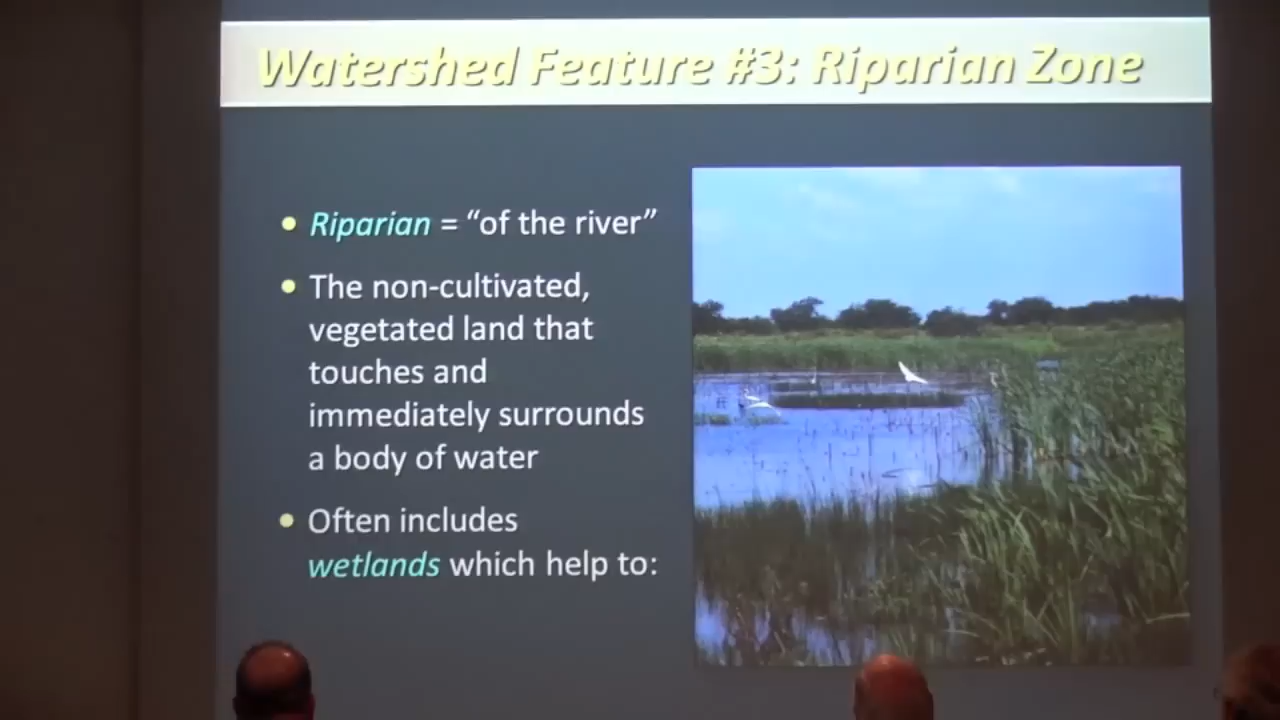 Watershed Feature #3: Riparian Zone
• Riparian = “of the river”
• The non-cultivated,
vegetated land that
touches and
immediately surrounds
a body of water
• Often includes
wetlands which help to: